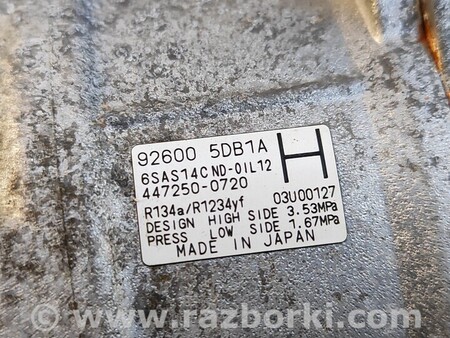 92600 5DB1A
6SAS14C ND-OIL12
447250-0720
H
R134a/R1234yf 03U00127
DESIGN HIGH SIDE 3.53MPa
PRESS LOW SIDE 1.67MPa
MADE IN JAPAN
www.razborki.com